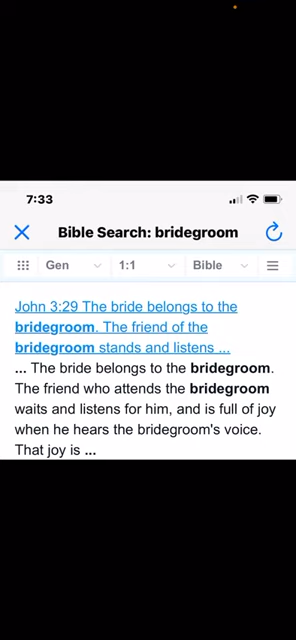 7:33
Bible Search: bridegroom
Gen 1:1 Bible
John 3:29 The bride belongs to the
bridegroom. The friend of the
bridegroom stands and listens ...
... The bride belongs to the bridegroom.
The friend who attends the bridegroom
waits and listens for him, and is full of joy
when he hears the bridegroom's voice.
That joy is ...